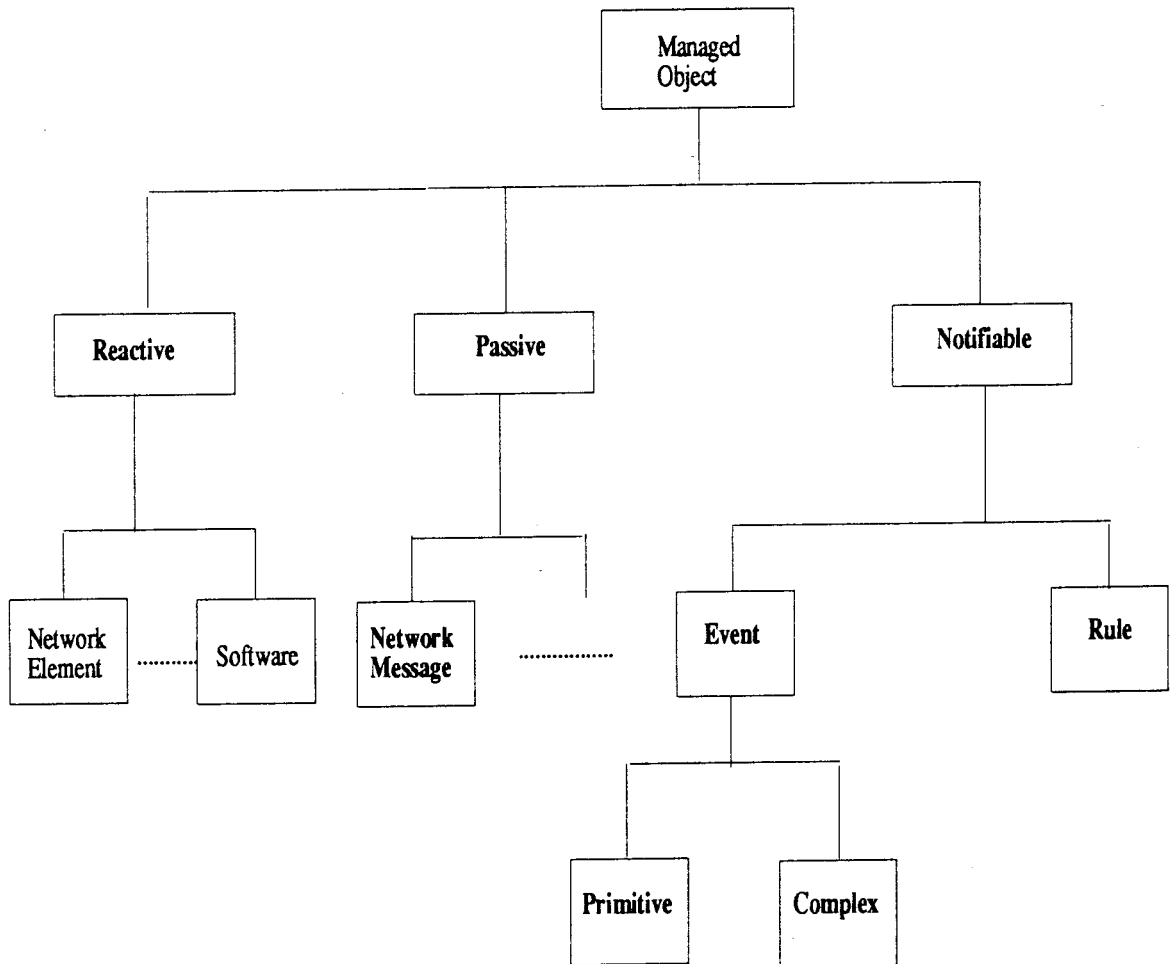 Managed
Object
Reactive
Passive
Notifiable
Network
Element
Software
Network
Message
Event
Rule
Primitive
Complex